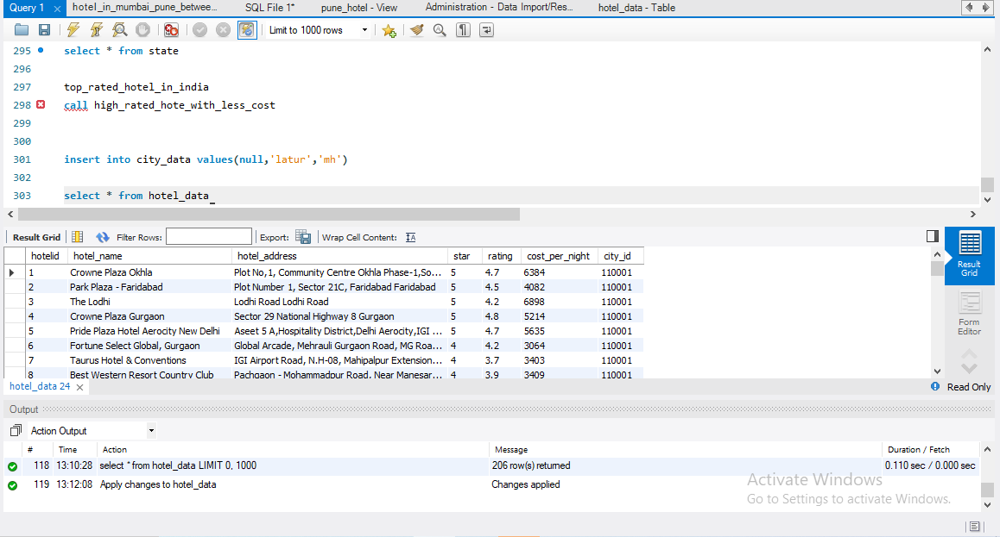 Query 1 hotel_in_mumbai_pune_betwee... SQL File 1* pune_hotel - View Administration - Data Import/Res... hotel_data - Table
Limit to 1000 rows
295 select * from state
296
297 top_rated_hotel_in_india
298 call high_rated_hote_with_less_cost
299
300
301 insert into city_data values(null,'latur','mh')
302
303 select * from hotel_data
Result Grid Filter Rows: Export: Wrap Cell Content:
hotelid hotel_name hotel_address star rating cost_per_night city_id
1 Crowne Plaza Okhla Plot No,1, Community Centre Okhla Phase-1,So... 5 4.7 6384 110001
2 Park Plaza - Faridabad Plot Number 1, Sector 21C, Faridabad Faridabad 5 4.5 4082 110001
3 The Lodhi Lodhi Road Lodhi Road 5 4.2 6898 110001
4 Crowne Plaza Gurgaon Sector 29 National Highway 8 Gurgaon 5 4.8 5214 110001
5 Pride Plaza Hotel Aerocity New Delhi Aseet 5 A,Hospitality District,Delhi Aerocity,IGI ... 5 4.7 5635 110001
6 Fortune Select Global, Gurgaon Global Arcade, Mehrauli Gurgaon Road, MG Roa... 4 4.2 3064 110001
7 Taurus Hotel & Conventions IGI Airport Road, N.H-08, Mahipalpur Extension... 4 3.7 3403 110001
8 Best Western Resort Country Club Pachgaon - Mohammadpur Road, Near Manesar... 4 3.9 3409 110001
Result
Grid
Form
Editor
hotel_data 24 Read Only
Output
Action Output
# Time Action Message Duration / Fetch
118 13:10:28 select * from hotel_data LIMIT 0, 1000 206 row(s) returned 0.110 sec / 0.000 sec
119 13:12:08 Apply changes to hotel_data Changes applied
Activate Windows
Go to Settings to activate Windows.